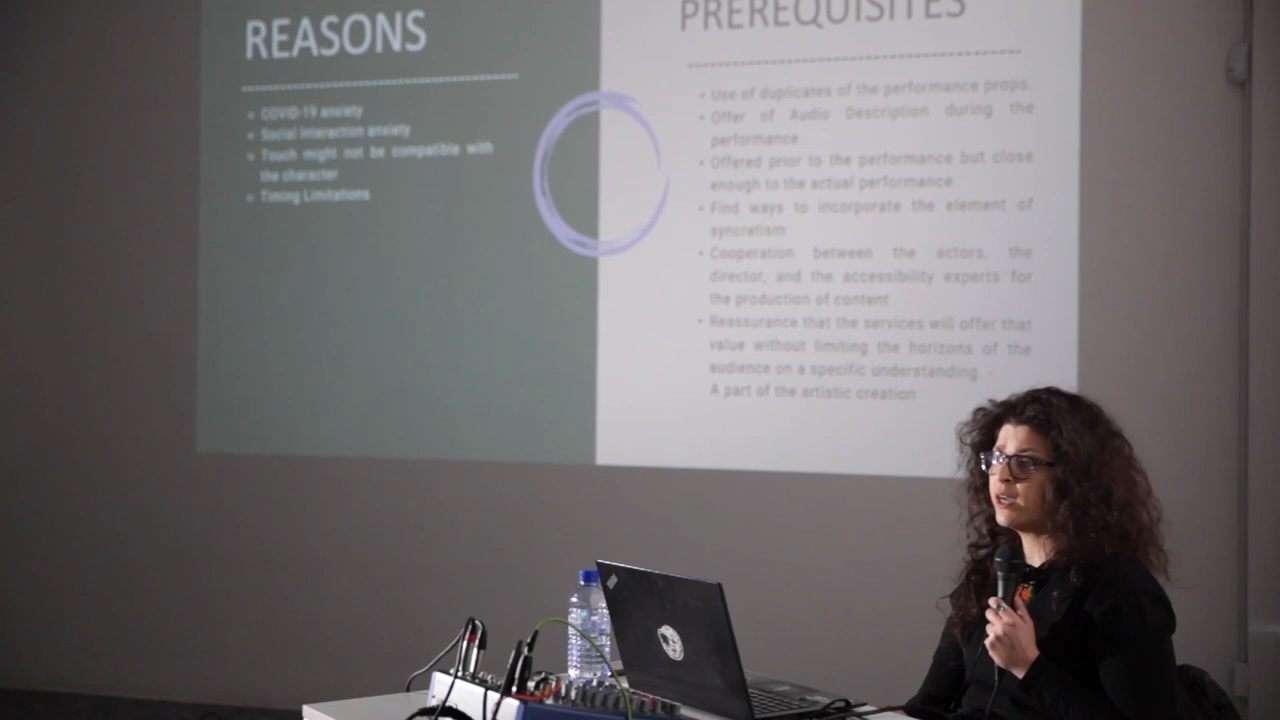 REASONS
COVID-19 anxiety
Social Interaction anxiety
Touch might not be compatible with
the character
Timing Limitations
PREREQUISITES
• Use of duplicates of the performance props.
• Offer of Audio Description during the
performance
• Offered prior to the performance but close
enough to the actual performance
• Find ways to incorporate the element of
syncretism
• Cooperation between the actors, the
director, and the accessibility experts for
the production of content
• Reassurance that the services will offer that
value without limiting the horizons of the
audience on a specific understanding. -
A part of the artistic creation